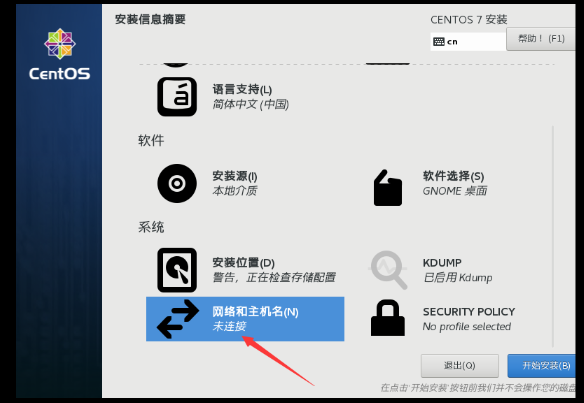 安装信息摘要
CENTOS 7 安装
cn
帮助！(F1)
CentOS
á
语言支持(L)
简体中文 (中国)
软件
安装源(I)
本地介质
软件选择(S)
GNOME 桌面
系统
安装位置(D)
警告，正在检查存储配置
KDUMP
已启用 Kdump
网络和主机名(N)
未连接
SECURITY POLICY
No profile selected
退出(Q)
开始安装(B)
在点击'开始安装'按钮前我们并不会操作您的磁盘